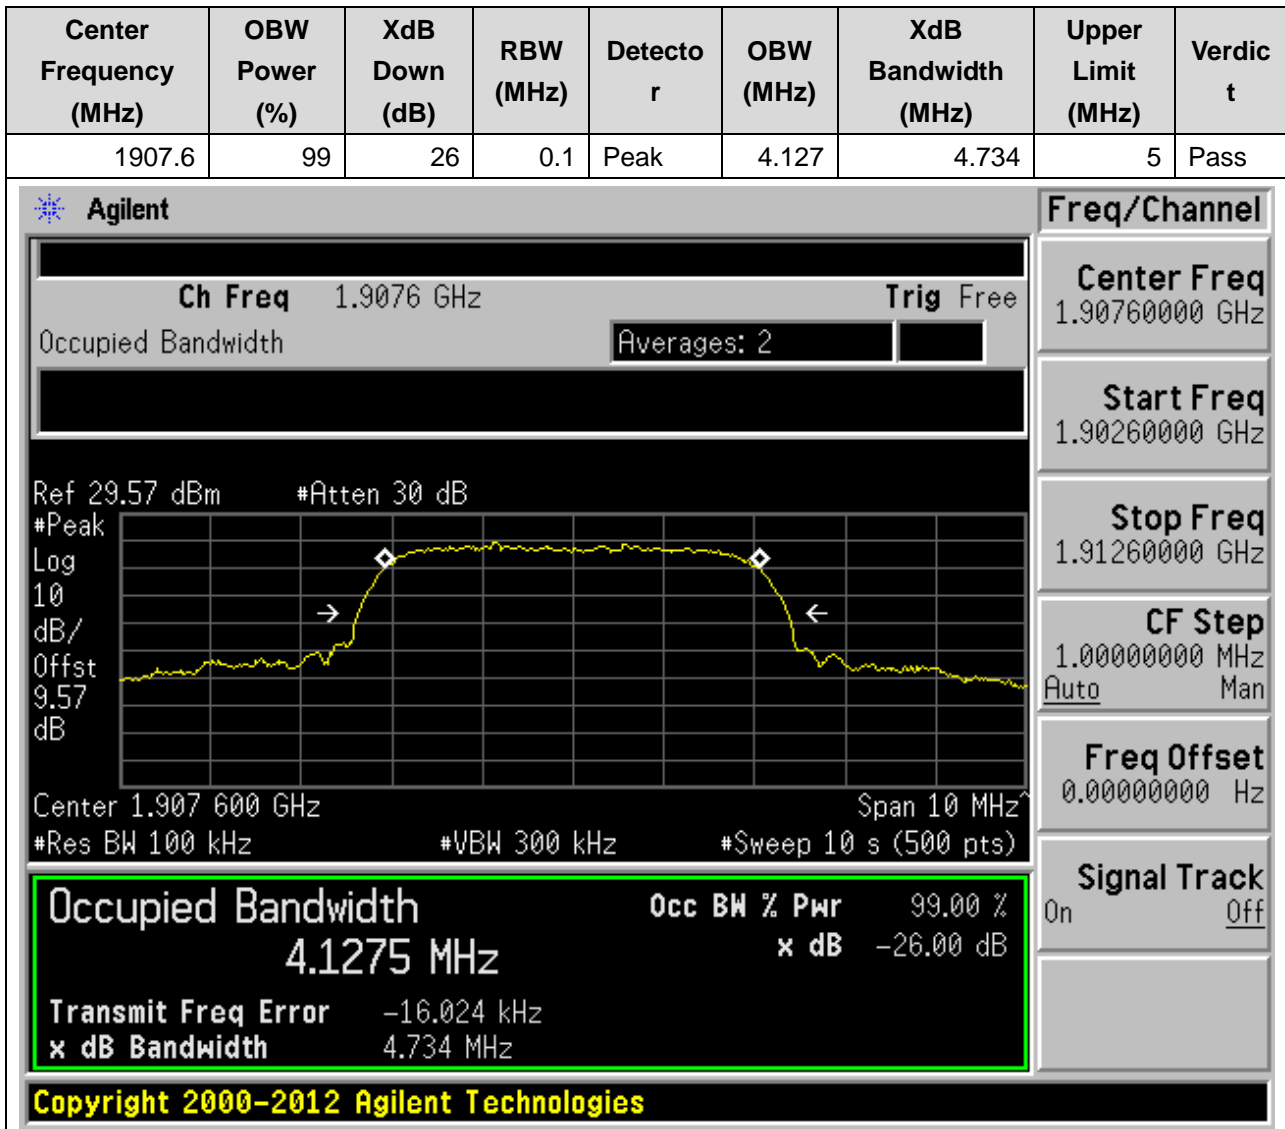 Center Frequency (MHz) OBW Power (%) XdB Down (dB) RBW (MHz) Detecto r OBW (MHz) XdB Bandwidth (MHz) Upper Limit (MHz) Verdic t
1907.6 99 26 0.1 Peak 4.127 4.734 5 Pass
Agilent
Freq/Channel
Ch Freq 1.9076 GHz Trig Free
Occupied Bandwidth Averages: 2
Center Freq
1.90760000 GHz
Start Freq
1.90260000 GHz
Stop Freq
1.91260000 GHz
CF Step
1.00000000 MHz
Auto Man
Freq Offset
0.00000000 Hz
Signal Track
On Off
Ref 29.57 dBm #Atten 30 dB
#Peak
Log
10
dB/
Offst
9.57
dB
Center 1.907 600 GHz Span 10 MHz^
#Res BW 100 kHz #VBW 300 kHz #Sweep 10 s (500 pts)
Occupied Bandwidth
4.1275 MHz
Occ BW % Pwr 99.00 %
x dB -26.00 dB
Transmit Freq Error -16.024 kHz
x dB Bandwidth 4.734 MHz
Copyright 2000-2012 Agilent Technologies